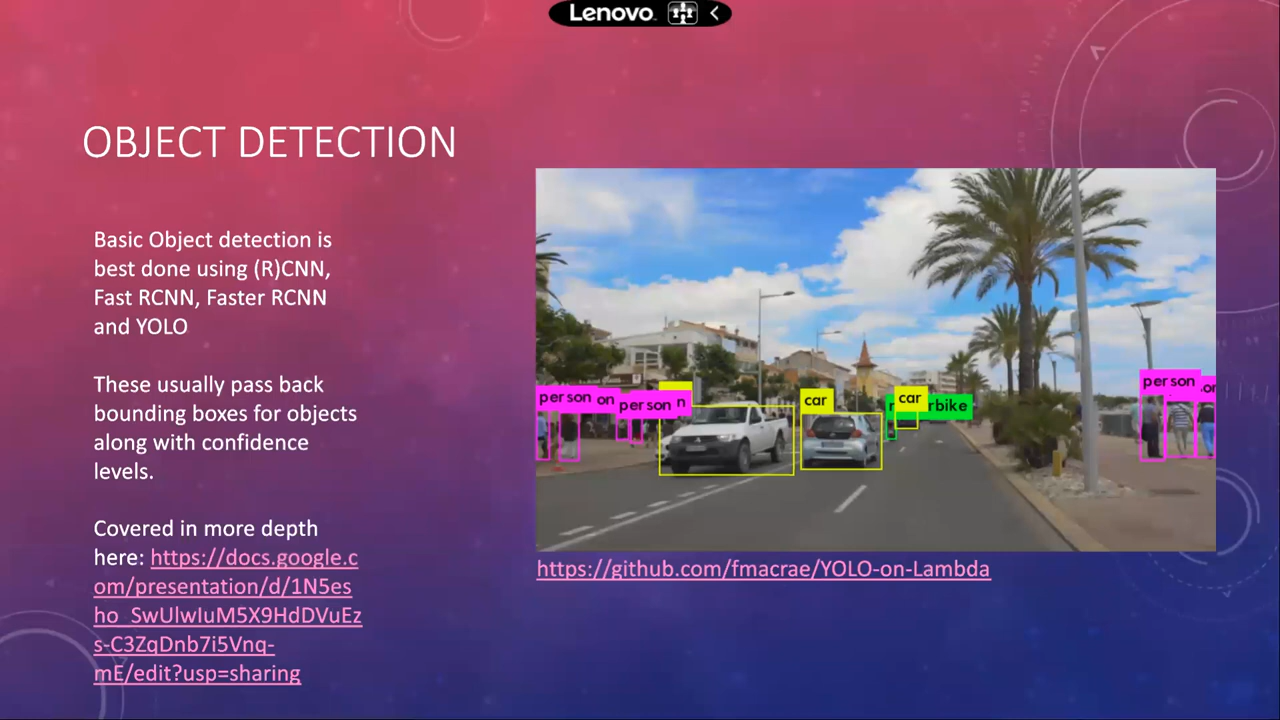 Lenovo
OBJECT DETECTION
Basic Object detection is
best done using (R)CNN,
Fast RCNN, Faster RCNN
and YOLO
These usually pass back
bounding boxes for objects
along with confidence
levels.
Covered in more depth
here: https://docs.google.c
om/presentation/d/1N5es
ho_SwUlwIuM5X9HdDVuEz
s-C3ZqDnb7i5Vnq-
mE/edit?usp=sharing
person on
person n
car
car
rbike
person
https://github.com/fmacrae/YOLO-on-Lambda